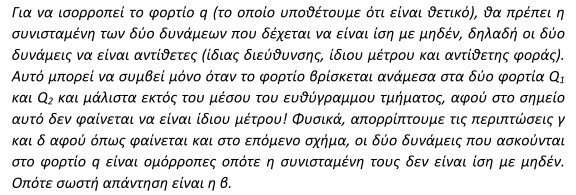 Για να ισορροπεί το φορτίο q (το οποίο υποθέτουμε ότι είναι θετικό), θα πρέπει η
συνισταμένη των δύο δυνάμεων που δέχεται να είναι ίση με μηδέν, δηλαδή οι δύο
δυνάμεις να είναι αντίθετες (ίδιας διεύθυνσης, ίδιου μέτρου και αντίθετης φοράς).
Αυτό μπορεί να συμβεί μόνο όταν το φορτίο βρίσκεται ανάμεσα στα δύο φορτία Q₁
και Q₂ και μάλιστα εκτός του μέσου του ευθύγραμμου τμήματος, αφού στο σημείο
αυτό δεν φαίνεται να είναι ίδιου μέτρου! Φυσικά, απορρίπτουμε τις περιπτώσεις γ
και δ αφού όπως φαίνεται και στο επόμενο σχήμα, οι δύο δυνάμεις που ασκούνται
στο φορτίο q είναι ομόρροπες οπότε η συνισταμένη τους δεν είναι ίση με μηδέν.
Οπότε σωστή απάντηση είναι η β.